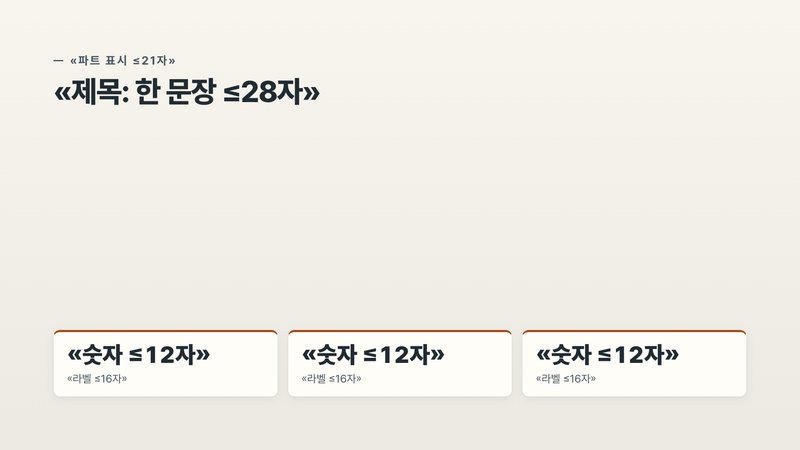 — «파트 표시 ≤21자»
«제목: 한 문장 ≤28자»
«숫자 ≤12자»
«라벨 ≤16자»
«숫자 ≤12자»
«라벨 ≤16자»
«숫자 ≤12자»
«라벨 ≤16자»